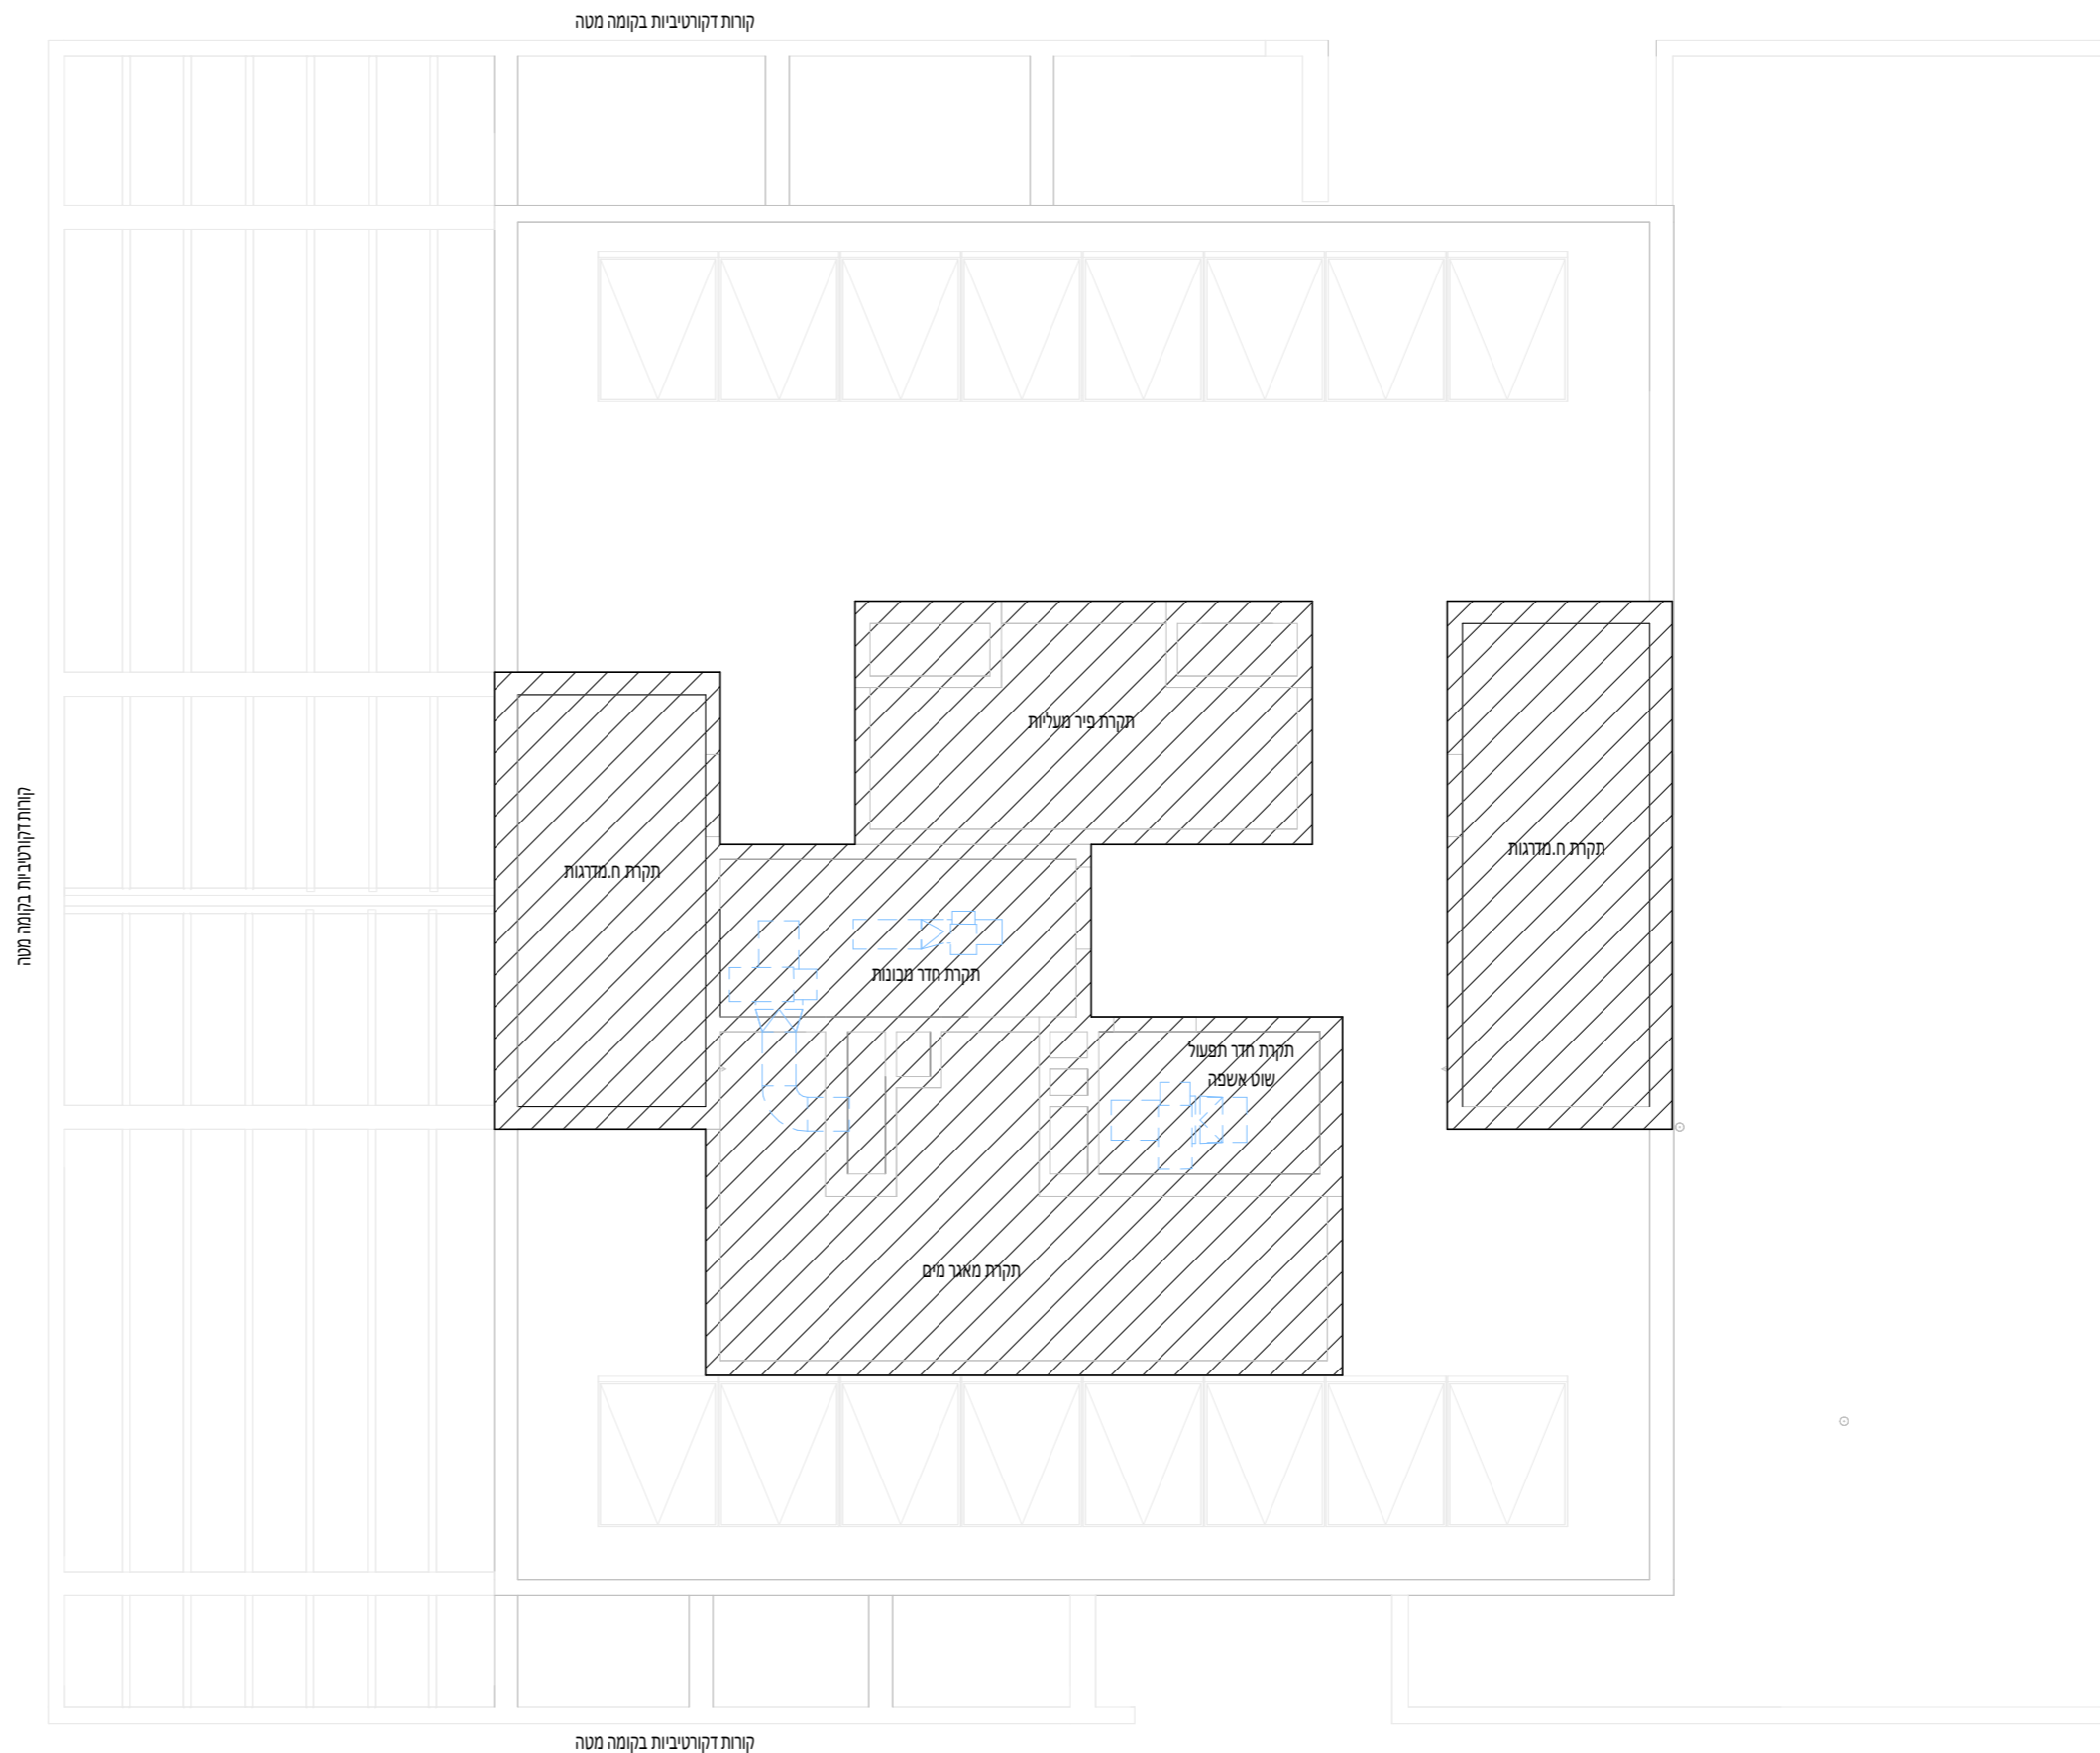 קורות דקורטיביות בקומה מטה
תקרת פיר מעליות
תקרת ח.מדרגות
תקרת ח.מדרגות
קורות דקורטיביות בקומה מטה
תקרת חדר מכונות
תקרת חדר תפעול
שוט אשפה
תקרת מאגר מים
קורות דקורטיביות בקומה מטה